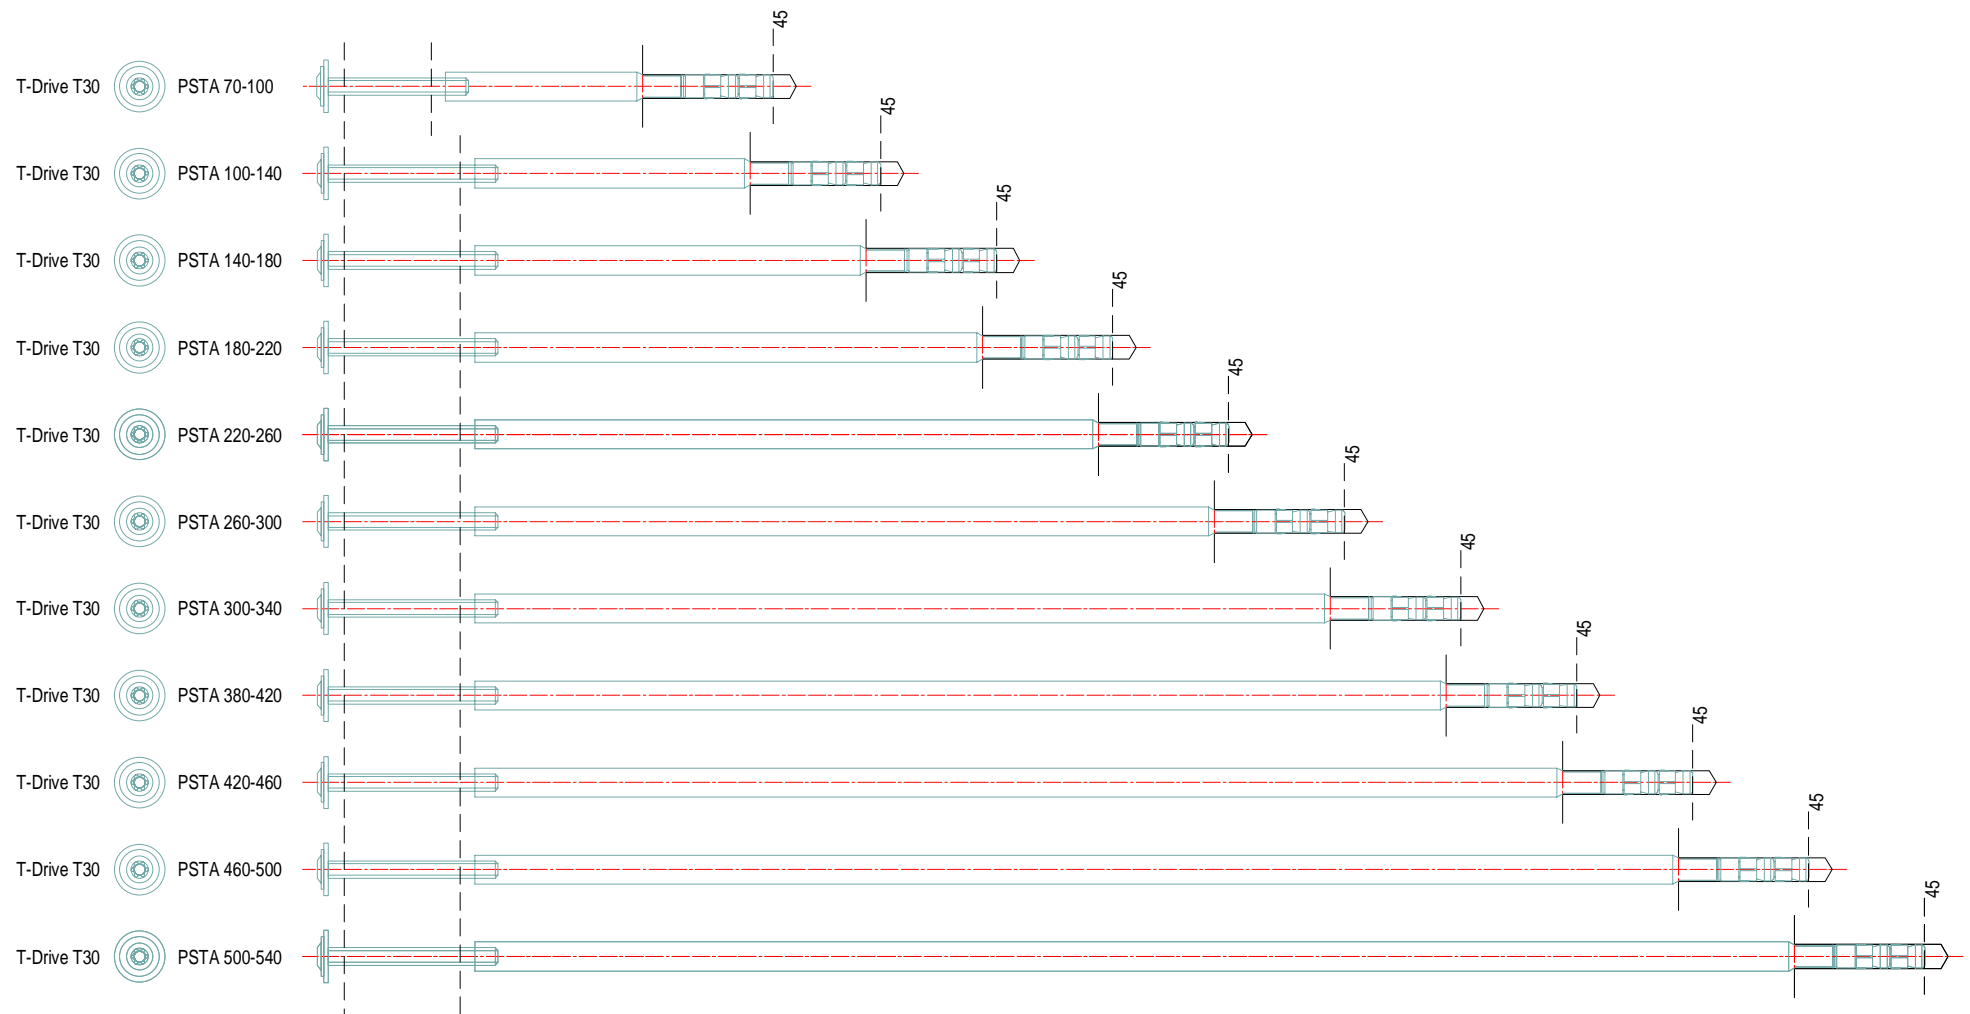 45
T-Drive T30 PSTA 70-100
45
T-Drive T30 PSTA 100-140
45
T-Drive T30 PSTA 140-180
45
T-Drive T30 PSTA 180-220
45
T-Drive T30 PSTA 220-260
45
T-Drive T30 PSTA 260-300
45
T-Drive T30 PSTA 300-340
45
T-Drive T30 PSTA 380-420
45
T-Drive T30 PSTA 420-460
45
T-Drive T30 PSTA 460-500
45
T-Drive T30 PSTA 500-540